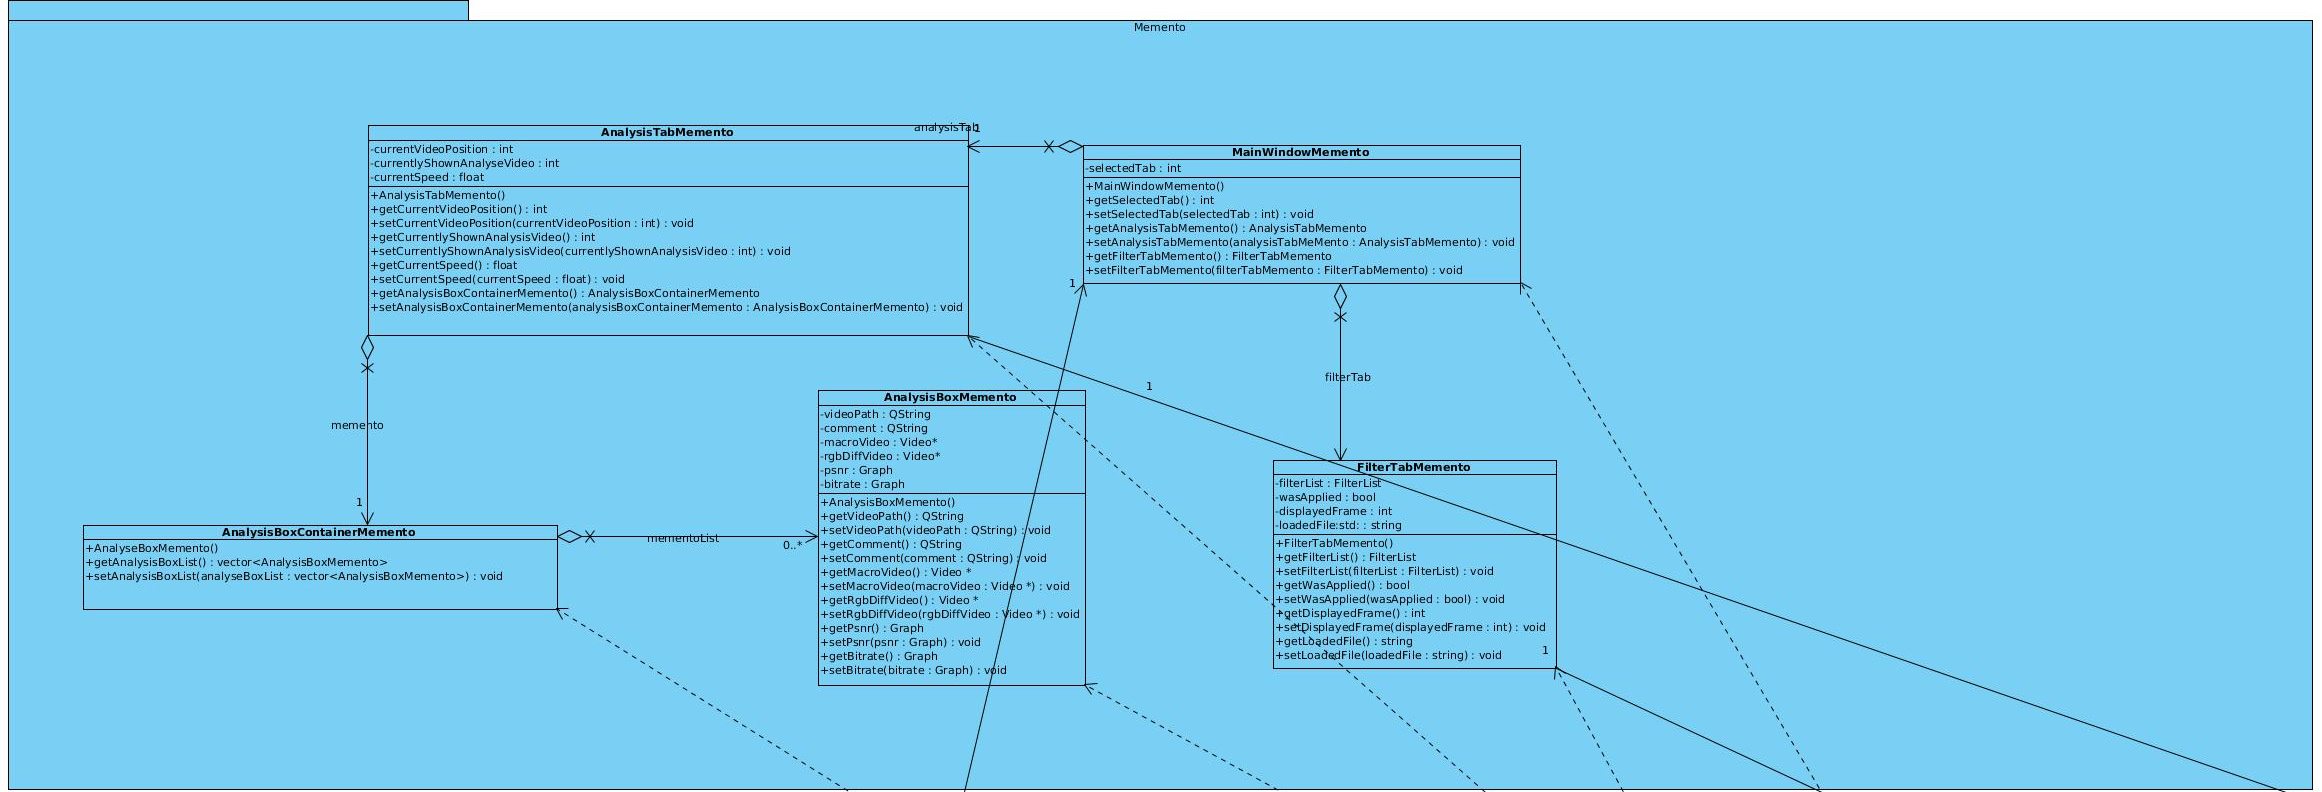 Memento
AnalysisTabMemento
-currentVideoPosition : int
-currentlyShownAnalyseVideo : int
-currentSpeed : float
+AnalysisTabMemento()
+getCurrentVideoPosition() : int
+setCurrentVideoPosition(currentVideoPosition : int) : void
+getCurrentlyShownAnalysisVideo() : int
+setCurrentlyShownAnalysisVideo(currentlyShownAnalysisVideo : int) : void
+getCurrentSpeed() : float
+setCurrentSpeed(currentSpeed : float) : void
+getAnalysisBoxContainerMemento() : AnalysisBoxContainerMemento
+setAnalysisBoxContainerMemento(analysisBoxContainerMemento : AnalysisBoxContainerMemento) : void
analysisTab
1
MainWindowMemento
-selectedTab : int
+MainWindowMemento()
+getSelectedTab() : int
+setSelectedTab(selectedTab : int) : void
+getAnalysisTabMemento() : AnalysisTabMemento
+setAnalysisTabMemento(analysisTabMeMento : AnalysisTabMemento) : void
+getFilterTabMemento() : FilterTabMemento
+setFilterTabMemento(filterTabMemento : FilterTabMemento) : void
1
filterTab
1
memento
1
AnalysisBoxContainerMemento
+AnalyseBoxMemento()
+getAnalysisBoxList() : vector<AnalysisBoxMemento>
+setAnalysisBoxList(analyseBoxList : vector<AnalysisBoxMemento>) : void
mementoList
0..*
AnalysisBoxMemento
-videoPath : QString
-comment : QString
-macroVideo : Video*
-rgbDiffVideo : Video*
-psnr : Graph
-bitrate : Graph
+AnalysisBoxMemento()
+getVideoPath() : QString
+setVideoPath(videoPath : QString) : void
+getComment() : QString
+setComment(comment : QString) : void
+getMacroVideo() : Video *
+setMacroVideo(macroVideo : Video *) : void
+getRgbDiffVideo() : Video *
+setRgbDiffVideo(rgbDiffVideo : Video *) : void
+getPsnr() : Graph
+setPsnr(psnr : Graph) : void
+getBitrate() : Graph
+setBitrate(bitrate : Graph) : void
FilterTabMemento
-filterList : FilterList
-wasApplied : bool
-displayedFrame : int
-loadedFile:std: : string
+FilterTabMemento()
+getFilterList() : FilterList
+setFilterList(filterList : FilterList) : void
+getWasApplied() : bool
+setWasApplied(wasApplied : bool) : void
+getDisplayedFrame() : int
+setDisplayedFrame(displayedFrame : int) : void
+getLoadedFile() : string
+setLoadedFile(loadedFile : string) : void
1